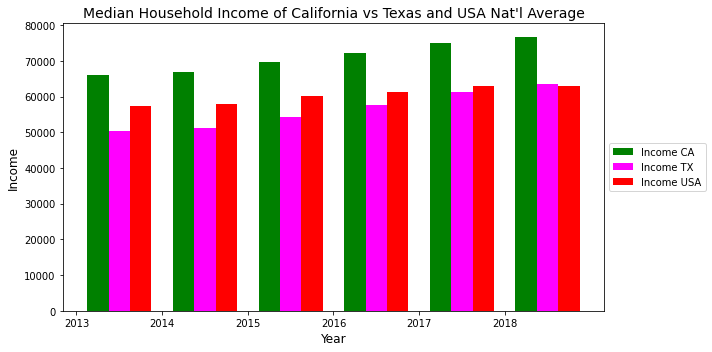 Median Household Income of California vs Texas and USA Nat'l Average
80000
70000
60000
50000
40000
30000
20000
10000
0
Income
2013 2014 2015 2016 2017 2018
Year
Income CA
Income TX
Income USA